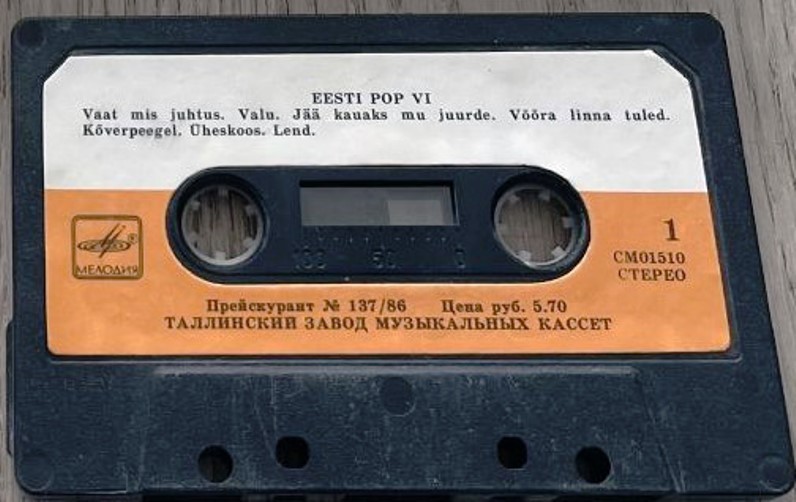 EESTI POP VI
Vaat mis juhtus. Valu. Jää kauaks mu juurde. Võõra linna tuled.
Kõverpeegel. Üheskoos. Lend.
1
МЕЛОДИЯ
СМ01510
СТЕРЕО
100 50 0
Прейскурант № 137/86 Цена руб. 5.70
ТАЛЛИНСКИЙ ЗАВОД МУЗЫКАЛЬНЫХ КАССЕТ